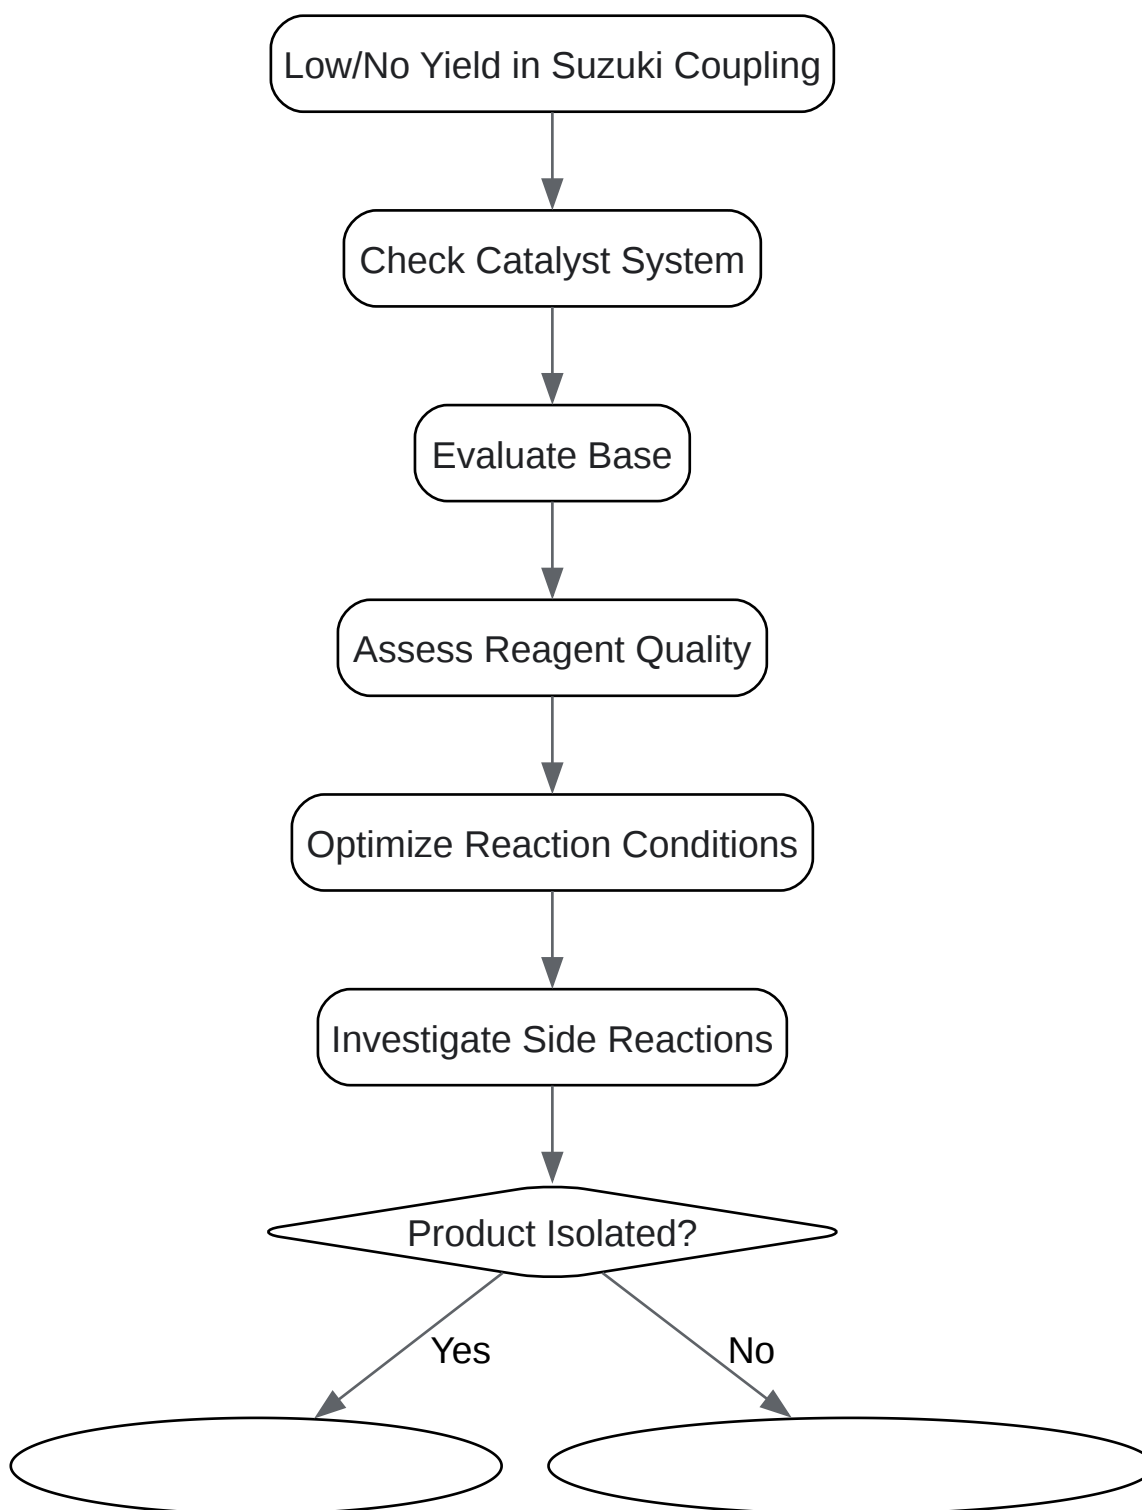 Low/No Yield in Suzuki Coupling
Check Catalyst System
Evaluate Base
Assess Reagent Quality
Optimize Reaction Conditions
Investigate Side Reactions
Product Isolated?
Yes
No